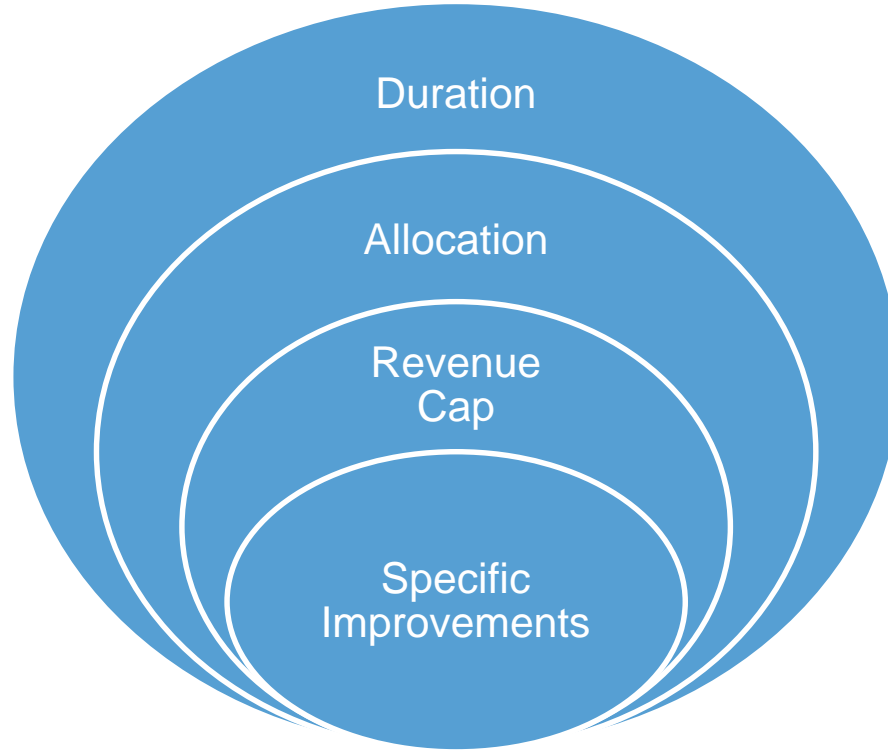 Duration
Allocation
Revenue
Cap
Specific
Improvements